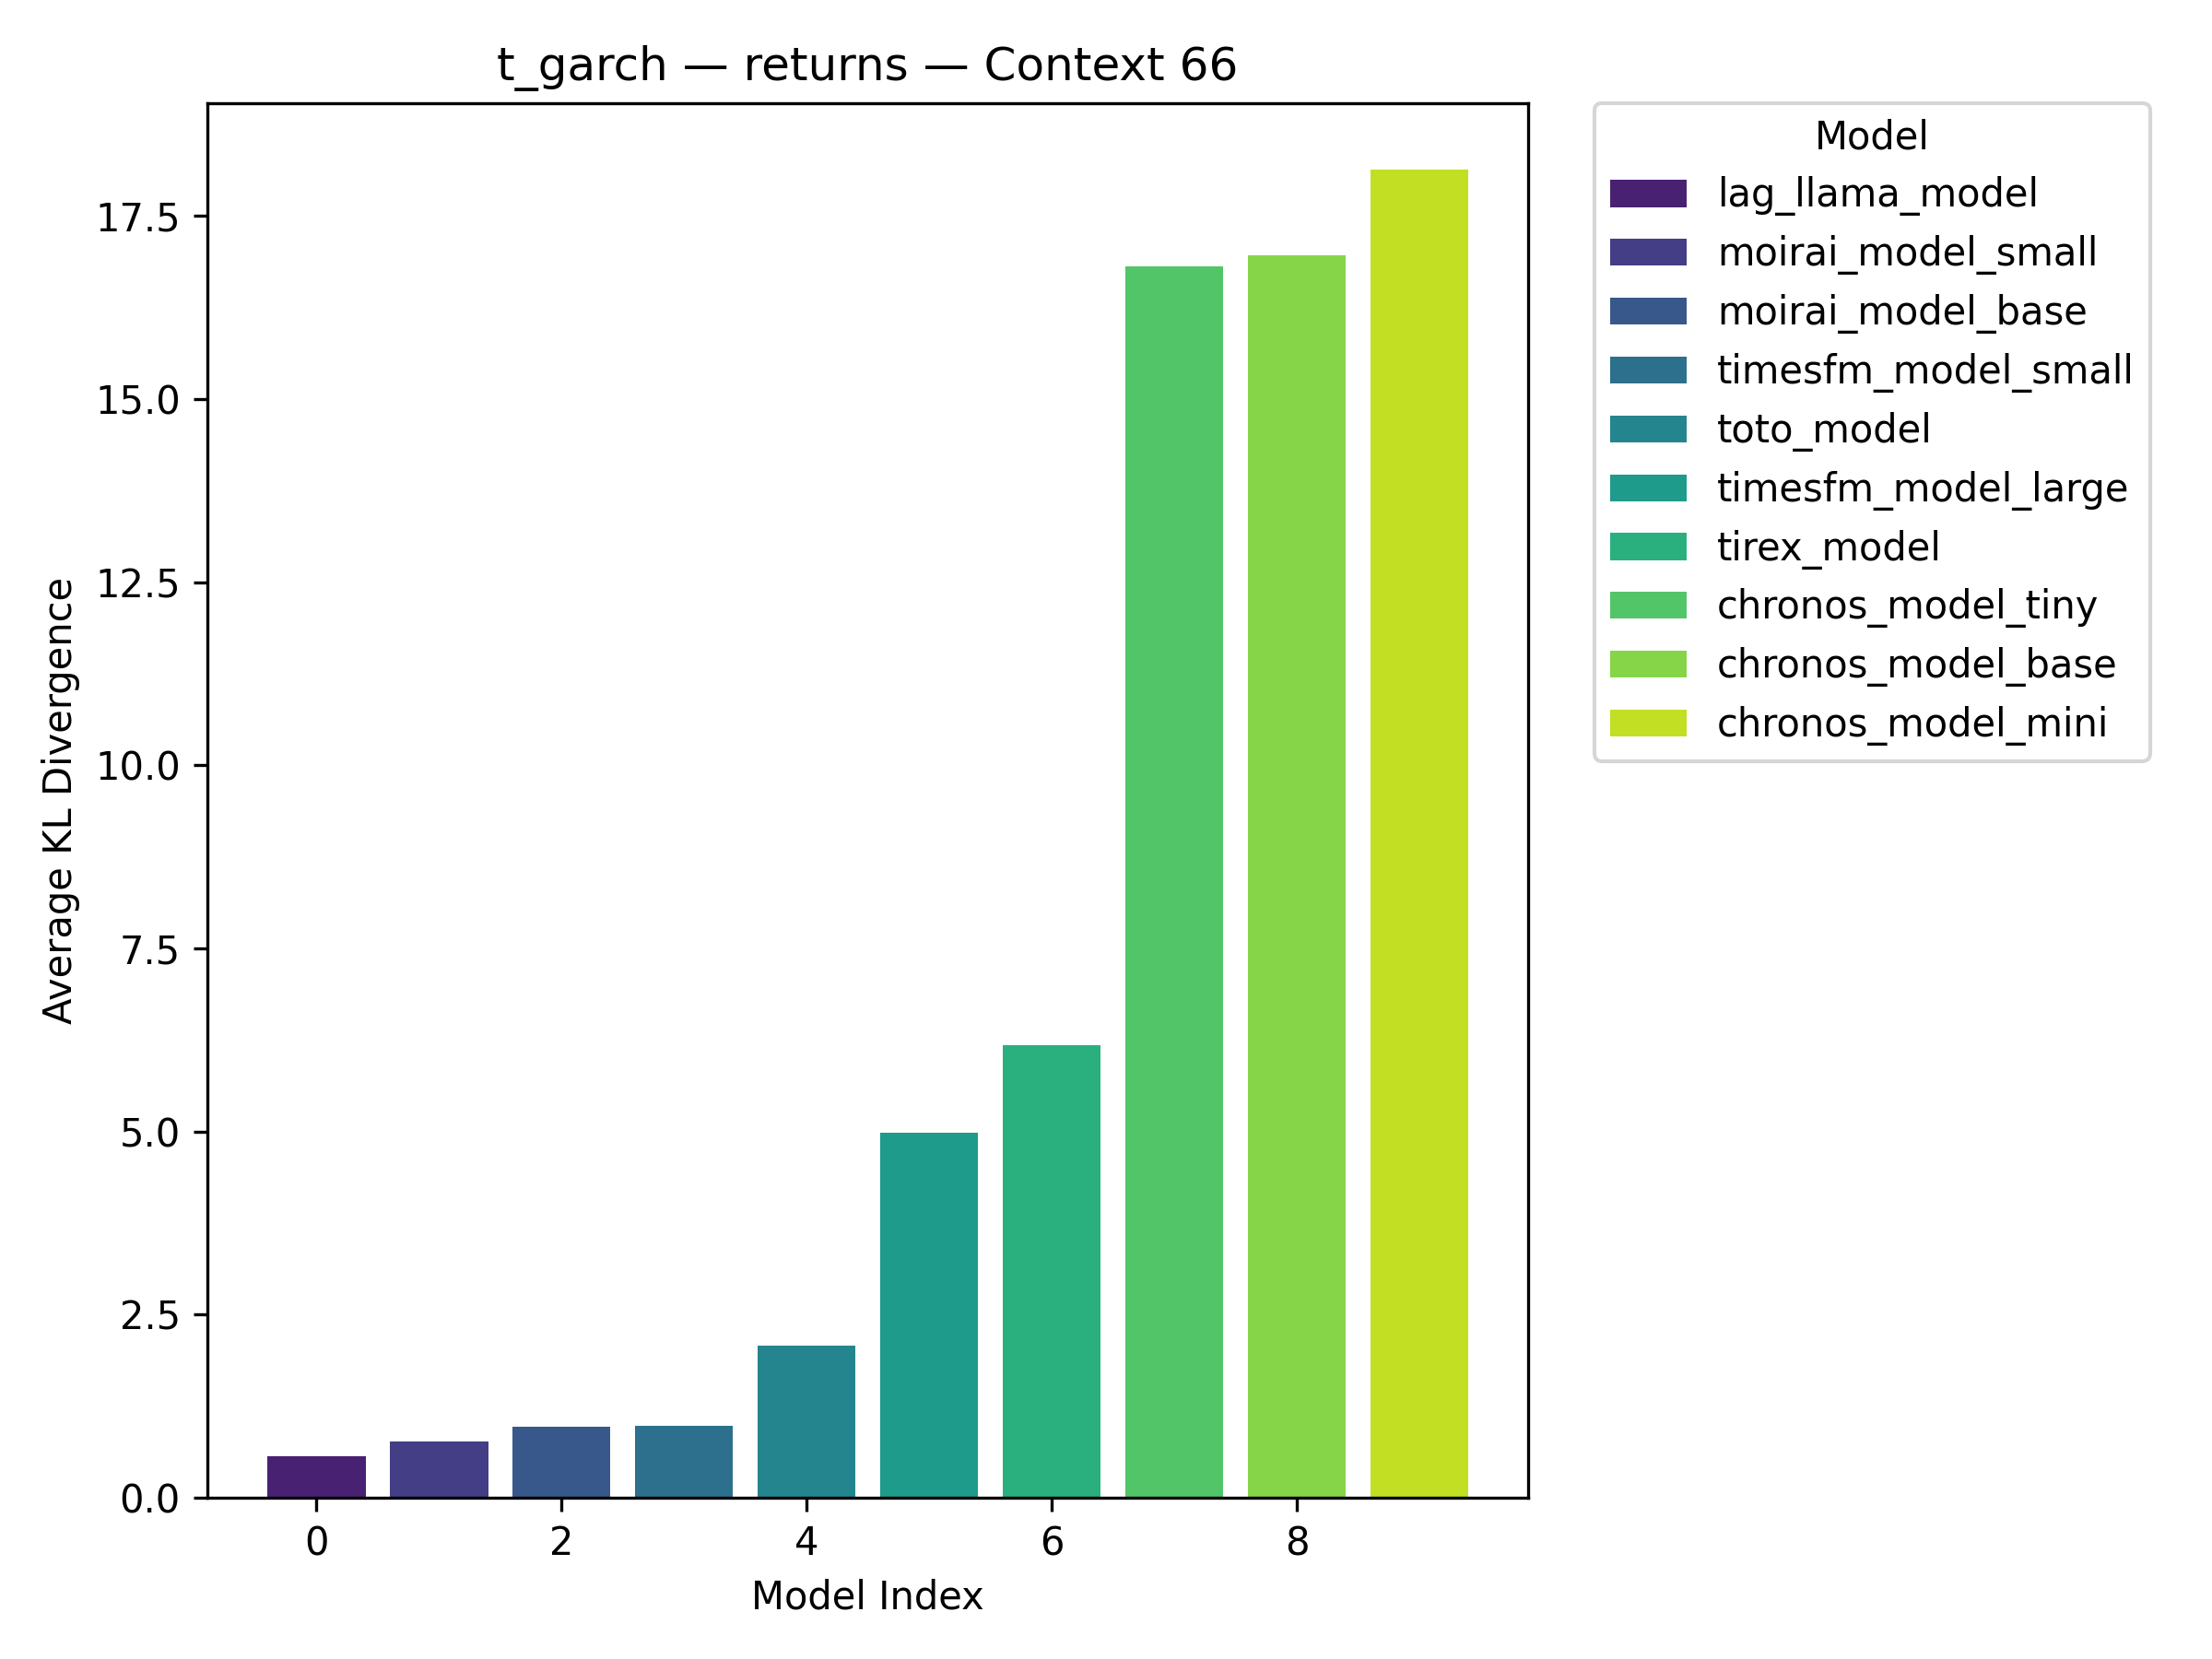 t_garch — returns — Context 66
Average KL Divergence
17.5
15.0
12.5
10.0
7.5
5.0
2.5
0.0
0 2 4 6 8
Model Index
Model
lag_llama_model
moirai_model_small
moirai_model_base
timesfm_model_small
toto_model
timesfm_model_large
tirex_model
chronos_model_tiny
chronos_model_base
chronos_model_mini